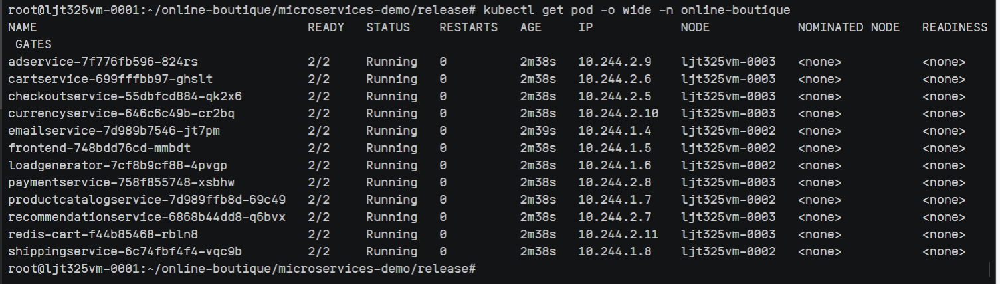 root@ljt325vm-0001:~/online-boutique/microservices-demo/release# kubectl get pod -o wide -n online-boutique
NAME                                     READY   STATUS    RESTARTS   AGE     IP            NODE            NOMINATED NODE   READINESS
 GATES
adservice-7f776fb596-824rs               2/2     Running   0          2m38s   10.244.2.9    ljt325vm-0003   <none>           <none>
cartservice-699fffbb97-ghslt             2/2     Running   0          2m38s   10.244.2.6    ljt325vm-0003   <none>           <none>
checkoutservice-55dbfcd884-qk2x6         2/2     Running   0          2m38s   10.244.2.5    ljt325vm-0003   <none>           <none>
currencyservice-646c6c49b-cr2bq          2/2     Running   0          2m38s   10.244.2.10   ljt325vm-0003   <none>           <none>
emailservice-7d989b7546-jt7pm            2/2     Running   0          2m39s   10.244.1.4    ljt325vm-0002   <none>           <none>
frontend-748bdd76cd-mmbdt                2/2     Running   0          2m38s   10.244.1.5    ljt325vm-0002   <none>           <none>
loadgenerator-7cf8b9cf88-4pvgp           2/2     Running   0          2m38s   10.244.1.6    ljt325vm-0002   <none>           <none>
paymentservice-758f855748-xsbhw          2/2     Running   0          2m38s   10.244.2.8    ljt325vm-0003   <none>           <none>
productcatalogservice-7d989ffb8d-69c49   2/2     Running   0          2m38s   10.244.1.7    ljt325vm-0002   <none>           <none>
recommendationservice-6868b44dd8-q6bvx   2/2     Running   0          2m38s   10.244.2.7    ljt325vm-0003   <none>           <none>
redis-cart-f44b85468-rbln8               2/2     Running   0          2m38s   10.244.2.11   ljt325vm-0003   <none>           <none>
shippingservice-6c74fbf4f4-vqc9b         2/2     Running   0          2m38s   10.244.1.8    ljt325vm-0002   <none>           <none>
root@ljt325vm-0001:~/online-boutique/microservices-demo/release#